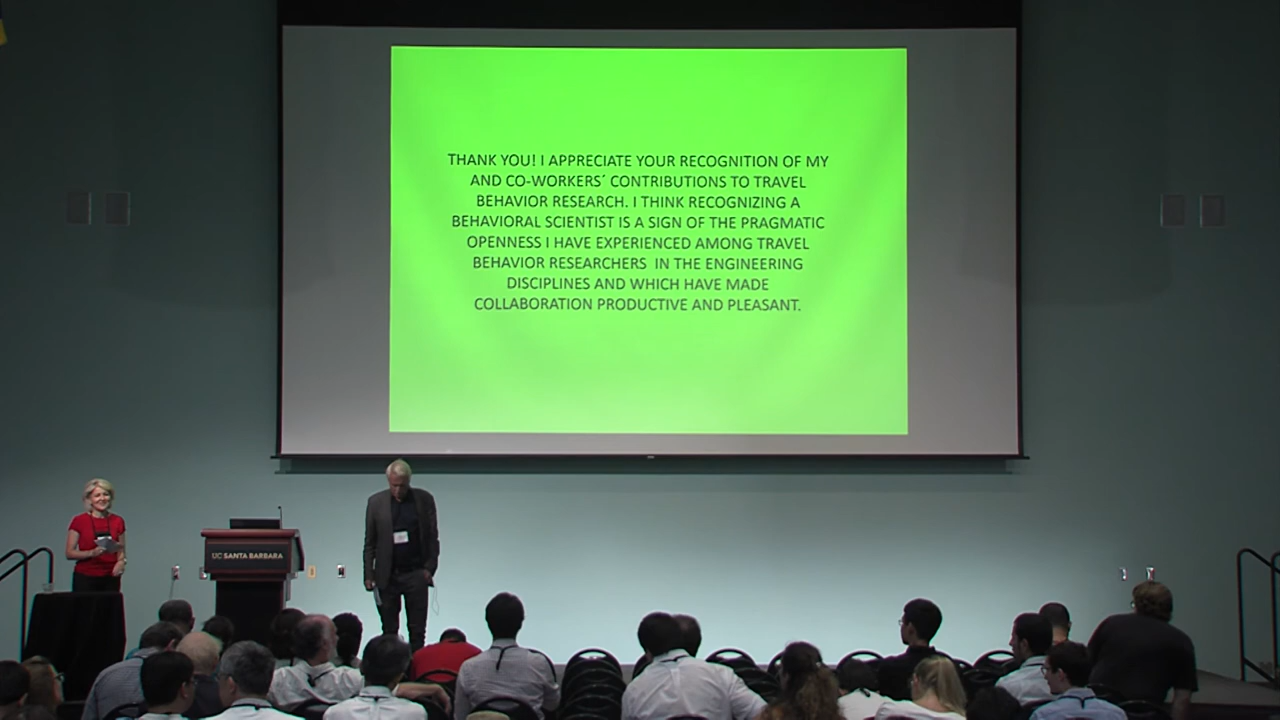 THANK YOU! I APPRECIATE YOUR RECOGNITION OF MY
AND CO-WORKERS´ CONTRIBUTIONS TO TRAVEL
BEHAVIOR RESEARCH. I THINK RECOGNIZING A
BEHAVIORAL SCIENTIST IS A SIGN OF THE PRAGMATIC
OPENNESS I HAVE EXPERIENCED AMONG TRAVEL
BEHAVIOR RESEARCHERS IN THE ENGINEERING
DISCIPLINES AND WHICH HAVE MADE
COLLABORATION PRODUCTIVE AND PLEASANT.
UC SANTA BARBARA